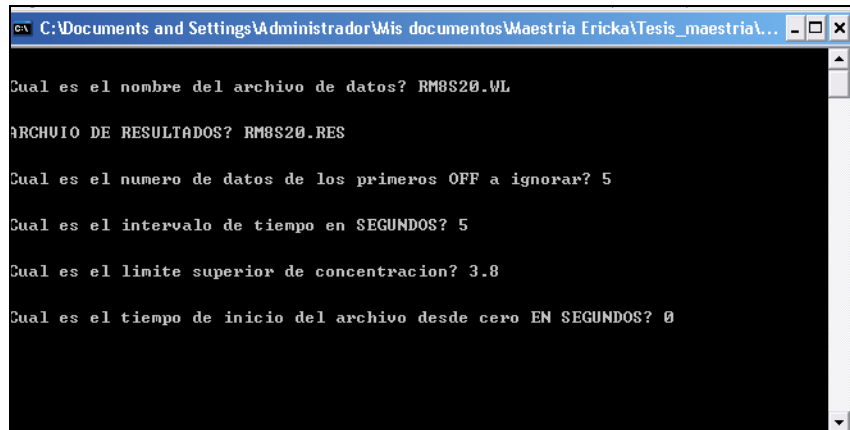 C:\Documents and Settings\Administrador\Mis documentos\Maestria Ericka\Tesis_maestria\...
Cual es el nombre del archivo de datos? RM8S20.WL
ARCHVIO DE RESULTADOS? RM8S20.RES
Cual es el numero de datos de los primeros OFF a ignorar? 5
Cual es el intervalo de tiempo en SEGUNDOS? 5
Cual es el limite superior de concentracion? 3.8
Cual es el tiempo de inicio del archivo desde cero EN SEGUNDOS? 0